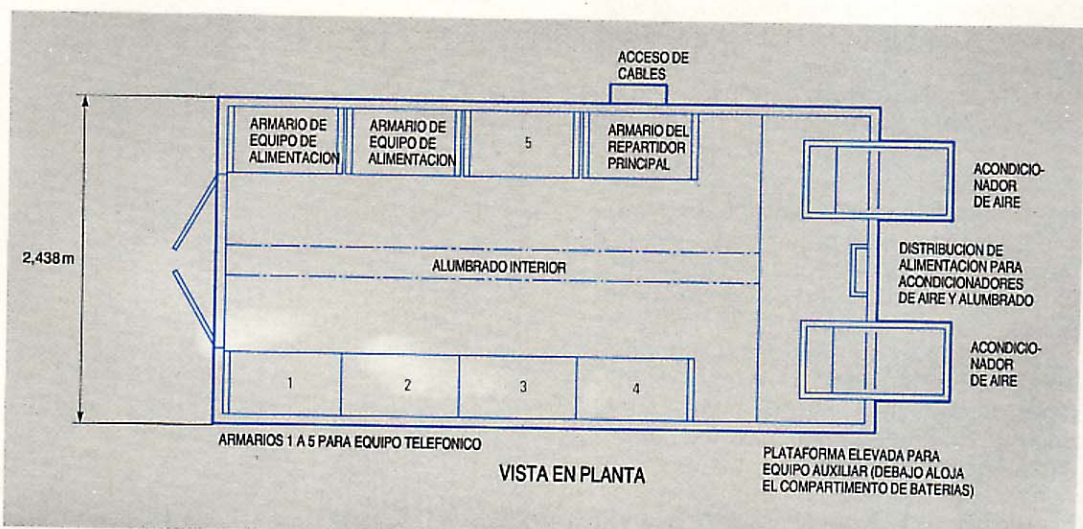 ACCESO DE
CABLES
ARMARIO DE
EQUIPO DE
ALIMENTACION
ARMARIO DE
EQUIPO DE
ALIMENTACION
5
ARMARIO DEL
REPARTIDOR
PRINCIPAL
ACONDICIO-
NADOR
DE AIRE
2,438 m
ALUMBRADO INTERIOR
DISTRIBUCION DE
ALIMENTACION PARA
ACONDICIONADORES
DE AIRE Y ALUMBRADO
1
2
3
4
ACONDICIO-
NADOR
DE AIRE
ARMARIOS 1 A 5 PARA EQUIPO TELEFONICO
VISTA EN PLANTA
PLATAFORMA ELEVADA PARA
EQUIPO AUXILIAR (DEBAJO ALOJA
EL COMPARTIMENTO DE BATERIAS)